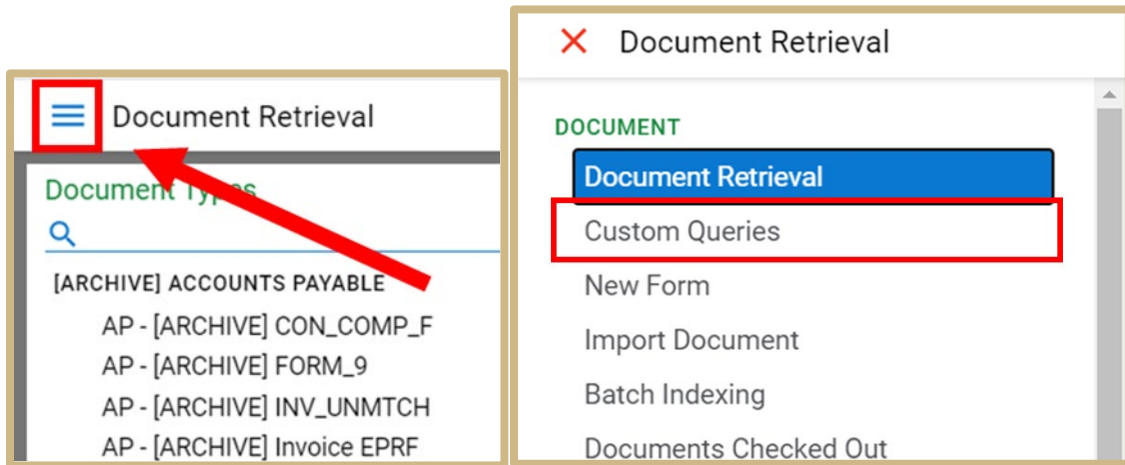 Document Retrieval
Document Types
[ARCHIVE] ACCOUNTS PAYABLE
AP - [ARCHIVE] CON_COMP_F
AP - [ARCHIVE] FORM_9
AP - [ARCHIVE] INV_UNMTCH
AP - [ARCHIVE] Invoice EPRF
Document Retrieval
DOCUMENT
Document Retrieval
Custom Queries
New Form
Import Document
Batch Indexing
Documents Checked Out